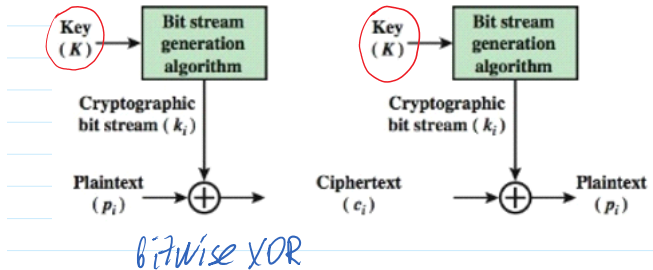 Key
(K)
Bit stream
generation
algorithm
Cryptographic
bit stream (kᵢ)
Plaintext
(pᵢ)
Ciphertext
(cᵢ)
Key
(K)
Bit stream
generation
algorithm
Cryptographic
bit stream (kᵢ)
Plaintext
(pᵢ)
bitwise XOR